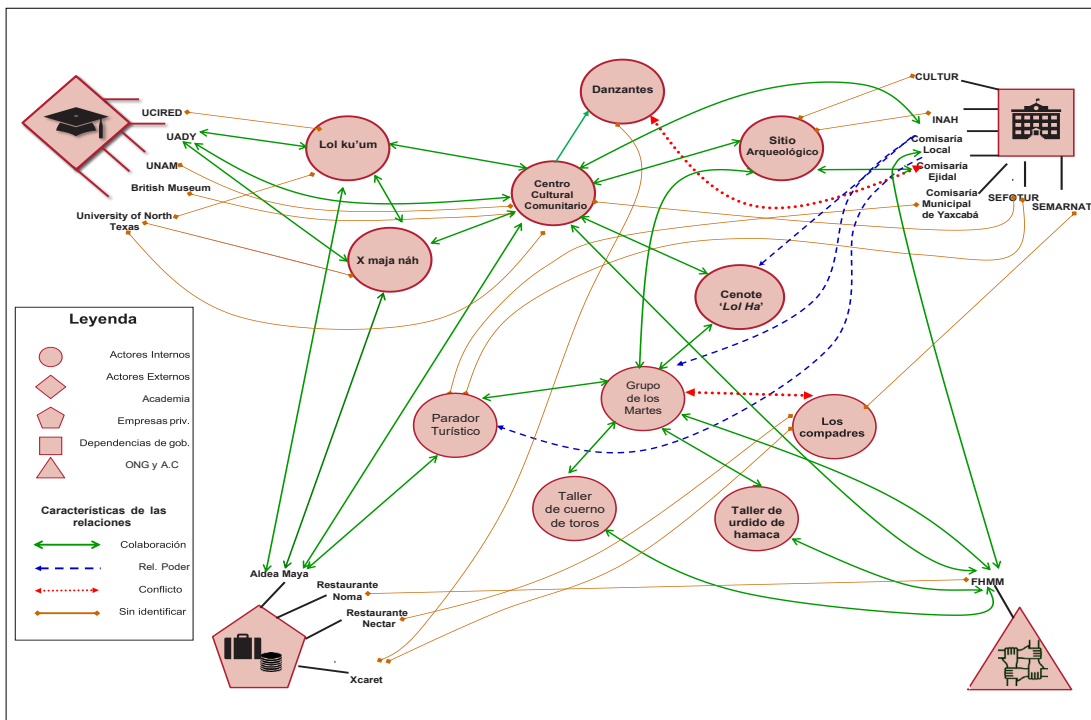 UCIRED
UADY
UNAM
British Museum
University of North
Texas
Lol ku'um
X maja náh
Danzantes
Centro
Cultural
Comunitario
Sitio
Arqueológico
Cenote
'Lol Ha'
CULTUR
INAH
Comisaría
Local
Comisaría
Ejidal
Comisaría
Municipal
de Yaxcabá
SEFOTUR
SEMARNAT
Leyenda
Actores Internos
Actores Externos
Academia
Empresas priv.
Dependencias de gob.
ONG y A.C
Características de las
relaciones
Colaboración
Rel. Poder
Conflicto
Sin identificar
Parador
Turístico
Grupo
de los
Martes
Los
compadres
Taller
de cuerno
de toros
Taller de
urdido de
hamaca
Aldea Maya
Restaurante
Noma
Restaurante
Nectar
Xcaret
FHMM